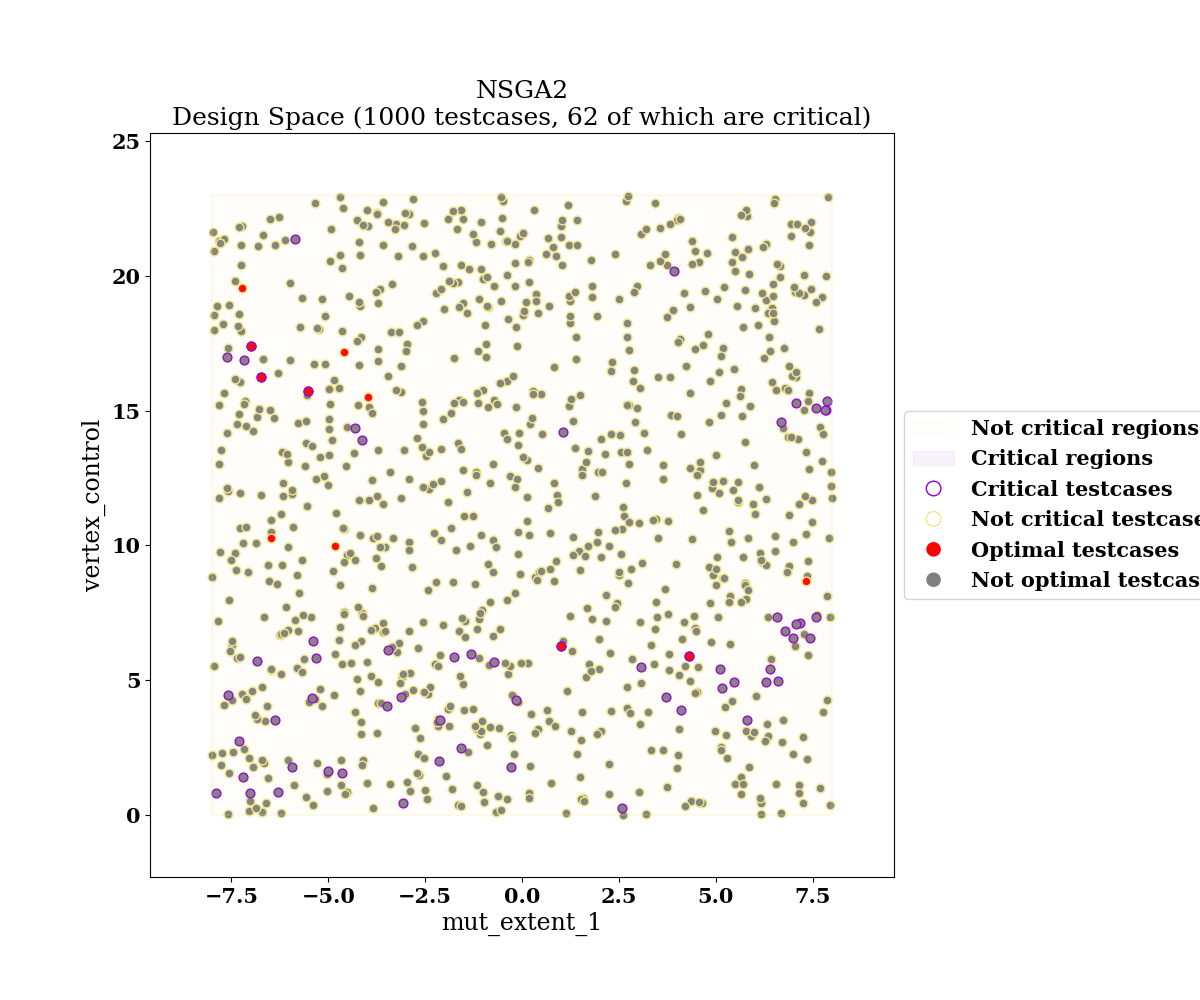 NSGA2
Design Space (1000 testcases, 62 of which are critical)
25
20
15
10
5
0
vertex_control
−7.5 −5.0 −2.5 0.0 2.5 5.0 7.5
mut_extent_1
Not critical regions
Critical regions
Critical testcases
Not critical testcase
Optimal testcases
Not optimal testcas